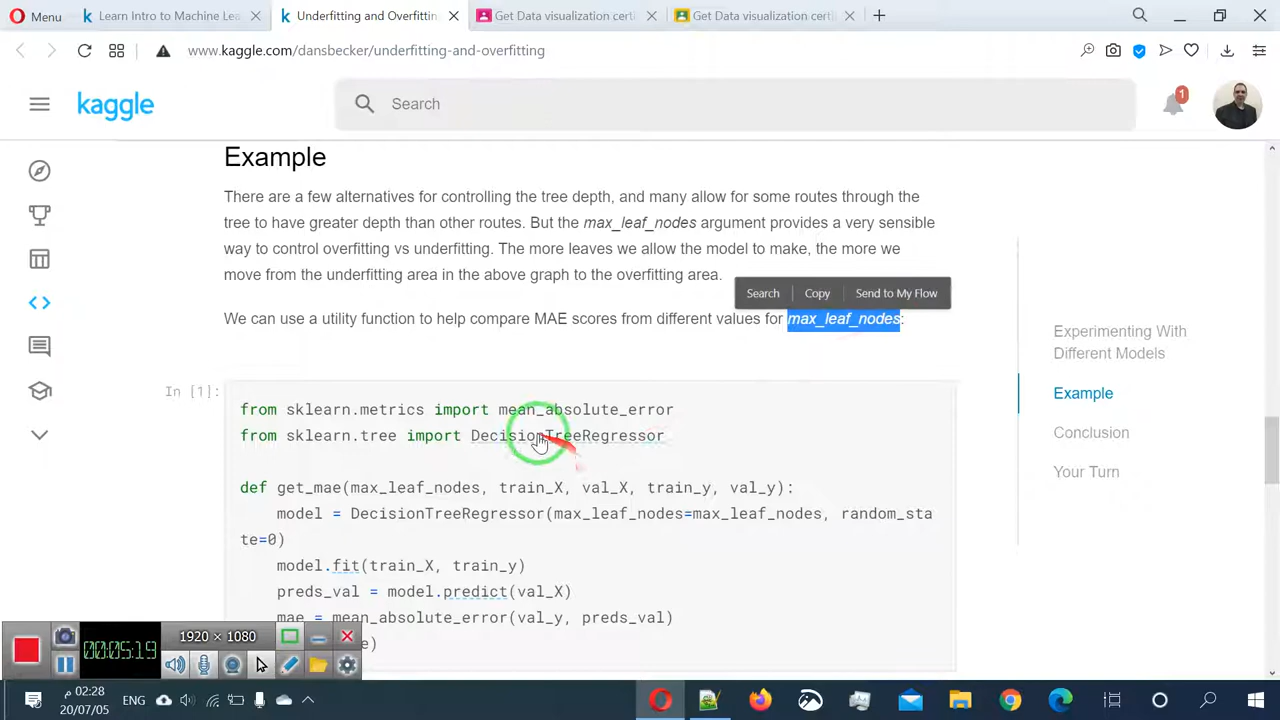 Menu
Learn Intro to Machine Lea
Underfitting and Overfittin
Get Data visualization certi
Get Data visualization certi
www.kaggle.com/dansbecker/underfitting-and-overfitting
kaggle
Search
1
Example
There are a few alternatives for controlling the tree depth, and many allow for some routes through the
tree to have greater depth than other routes. But the max_leaf_nodes argument provides a very sensible
way to control overfitting vs underfitting. The more leaves we allow the model to make, the more we
move from the underfitting area in the above graph to the overfitting area.
Search Copy Send to My Flow
We can use a utility function to help compare MAE scores from different values for max_leaf_nodes:
Experimenting With
Different Models
Example
Conclusion
Your Turn
In [1]:
from sklearn.metrics import mean_absolute_error
from sklearn.tree import DecisionTreeRegressor
def get_mae(max_leaf_nodes, train_X, val_X, train_y, val_y):
model = DecisionTreeRegressor(max_leaf_nodes=max_leaf_nodes, random_sta
te=0)
model.fit(train_X, train_y)
preds_val = model.predict(val_X)
mae = mean_absolute_error(val_y, preds_val)
e)
00:05:19
1920 × 1080
02:28 م
20/07/05
ENG